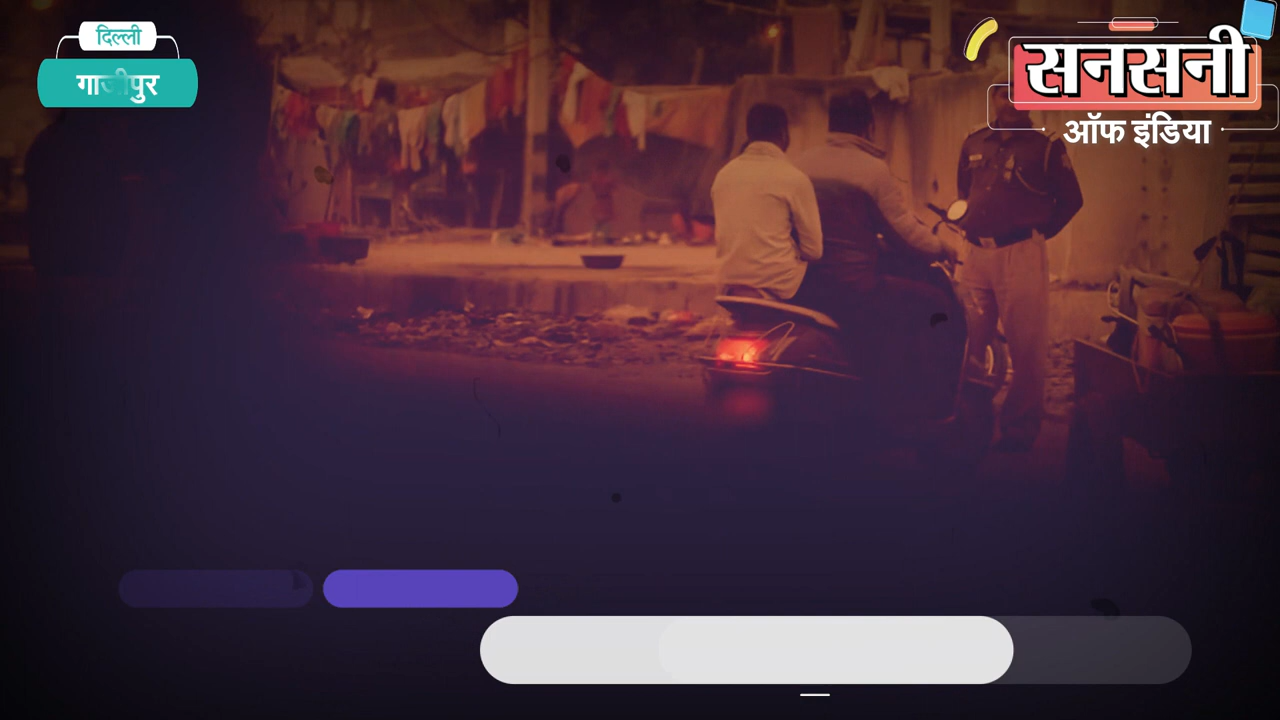 दिल्ली
गाजीपुर
सनसनी
ऑफ इंडिया